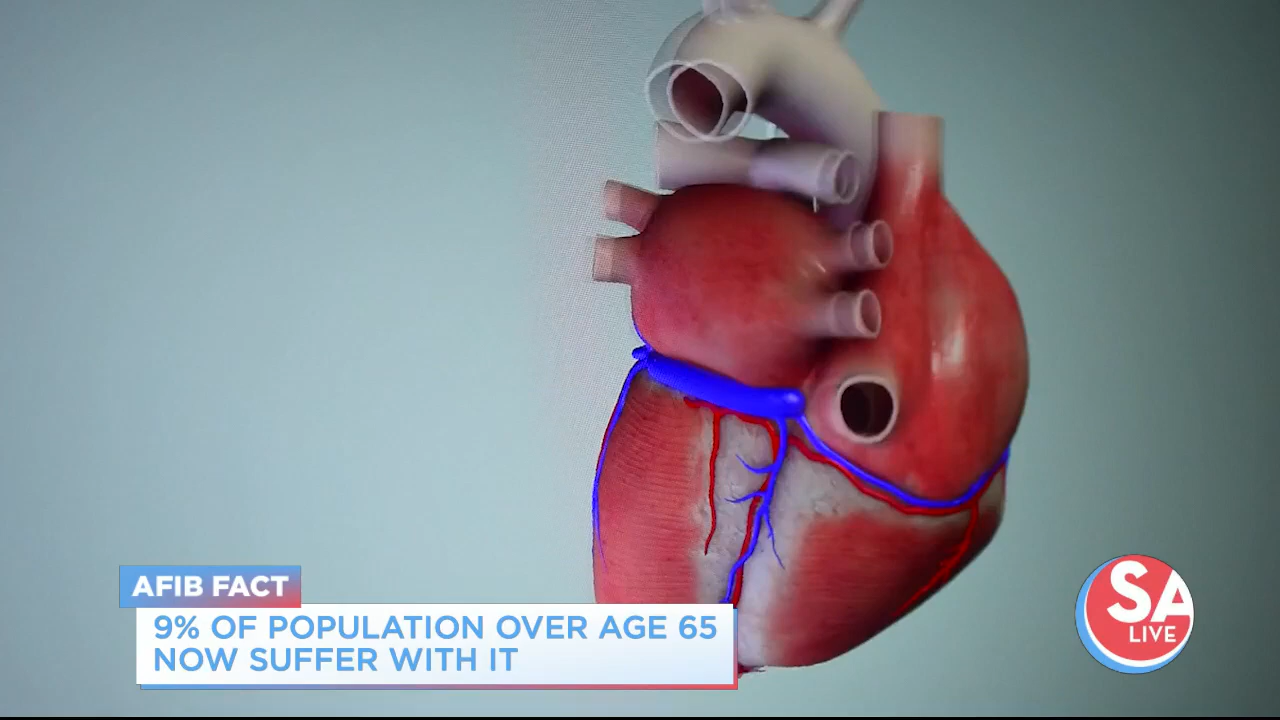 AFIB FACT
9% OF POPULATION OVER AGE 65
NOW SUFFER WITH IT
SA
LIVE